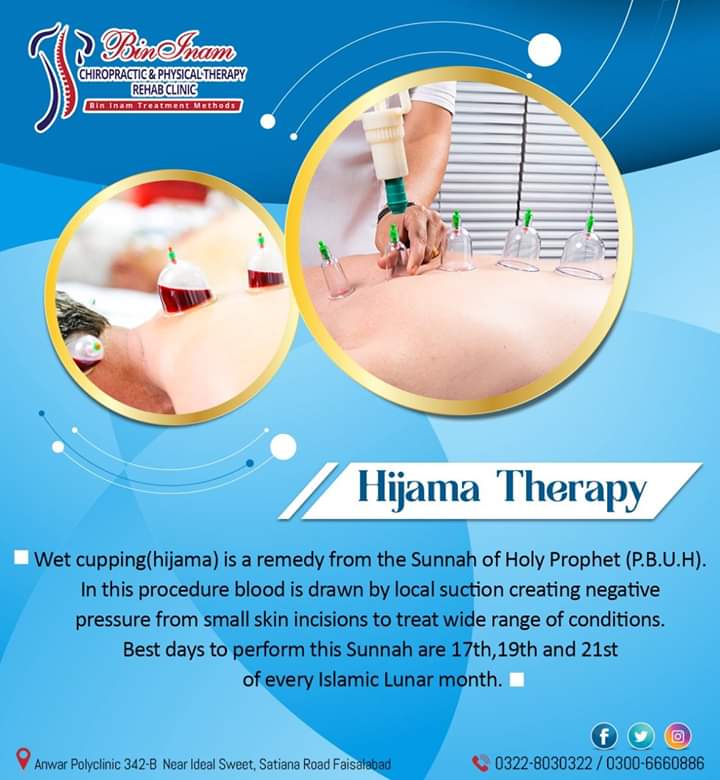 Bin Inam
CHIROPRACTIC & PHYSICAL THERAPY
REHAB CLINIC
Bin Inam Treatment Methods
Hijama Therapy
Wet cupping(hijama) is a remedy from the Sunnah of Holy Prophet (P.B.U.H).
In this procedure blood is drawn by local suction creating negative
pressure from small skin incisions to treat wide range of conditions.
Best days to perform this Sunnah are 17th,19th and 21st
of every Islamic Lunar month.
Anwar Polyclinic 342-B Near Ideal Sweet, Satiana Road Faisalabad
0322-8030322 / 0300-6660886